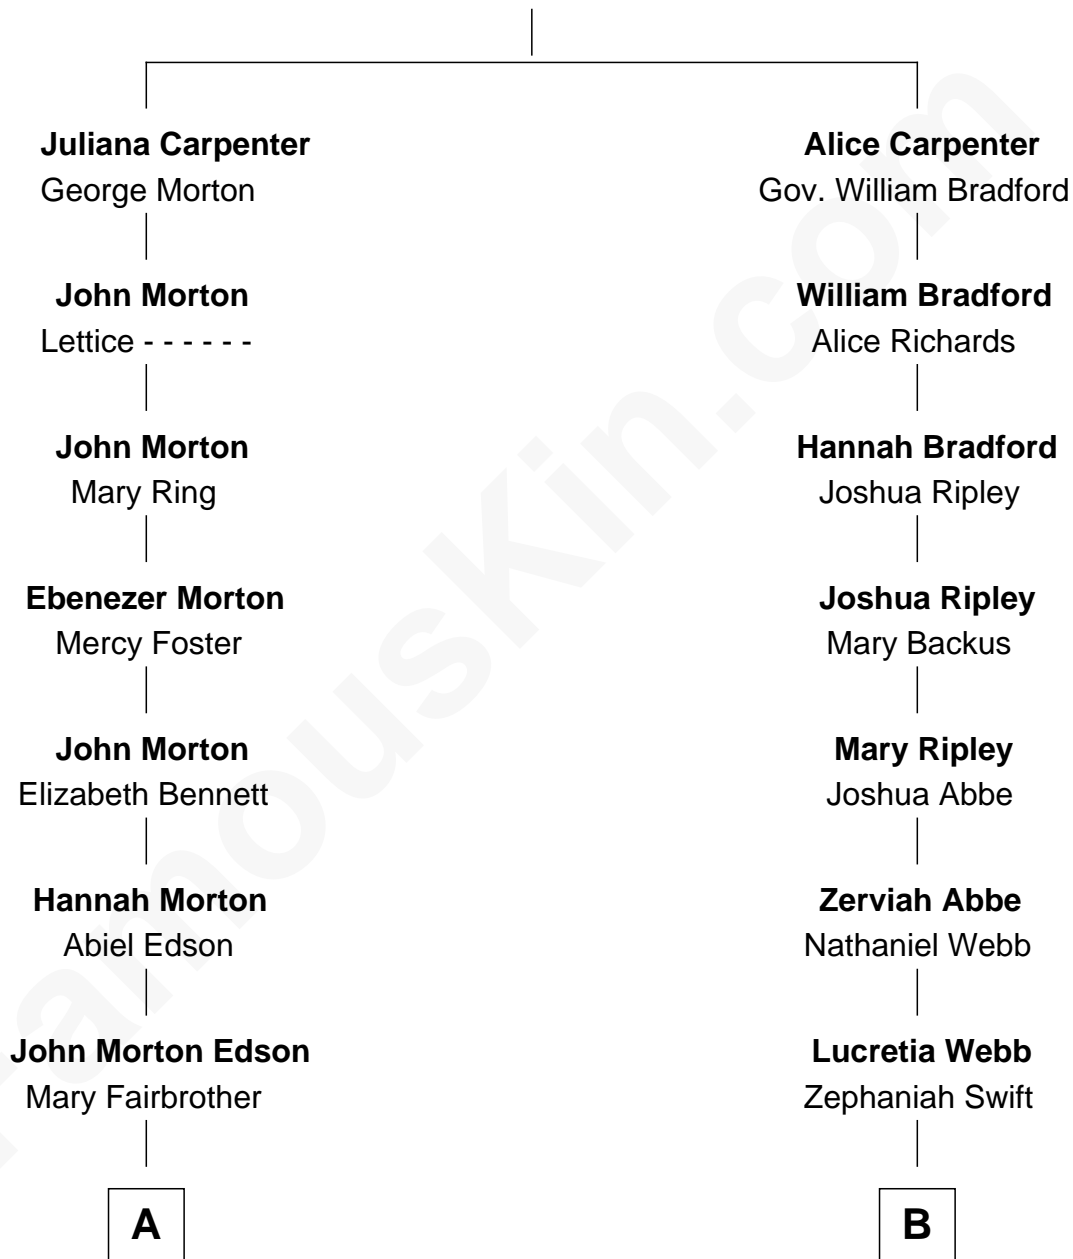 Juliana Carpenter
George Morton
Alice Carpenter
Gov. William Bradford
John Morton
Lettice - - - - - -
William Bradford
Alice Richards
John Morton
Mary Ring
Hannah Bradford
Joshua Ripley
Ebenezer Morton
Mercy Foster
Joshua Ripley
Mary Backus
John Morton
Elizabeth Bennett
Mary Ripley
Joshua Abbe
Hannah Morton
Abiel Edson
Zerviah Abbe
Nathaniel Webb
John Morton Edson
Mary Fairbrother
Lucretia Webb
Zephaniah Swift
A
B
FamousKin.com